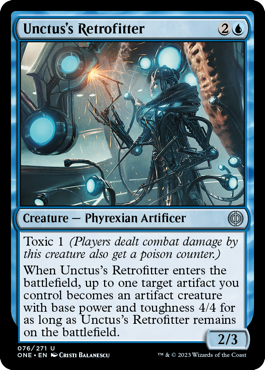 Unctus's Retrofitter 2
Creature — Phyrexian Artificer
Toxic 1 (Players dealt combat damage by
this creature also get a poison counter.)
When Unctus's Retrofitter enters the
battlefield, up to one target artifact you
control becomes an artifact creature
with base power and toughness 4/4 for
as long as Unctus's Retrofitter remains
on the battlefield.
2/3
076/271 U
ONE • EN Cristi Balanescu
™ & © 2023 Wizards of the Coast